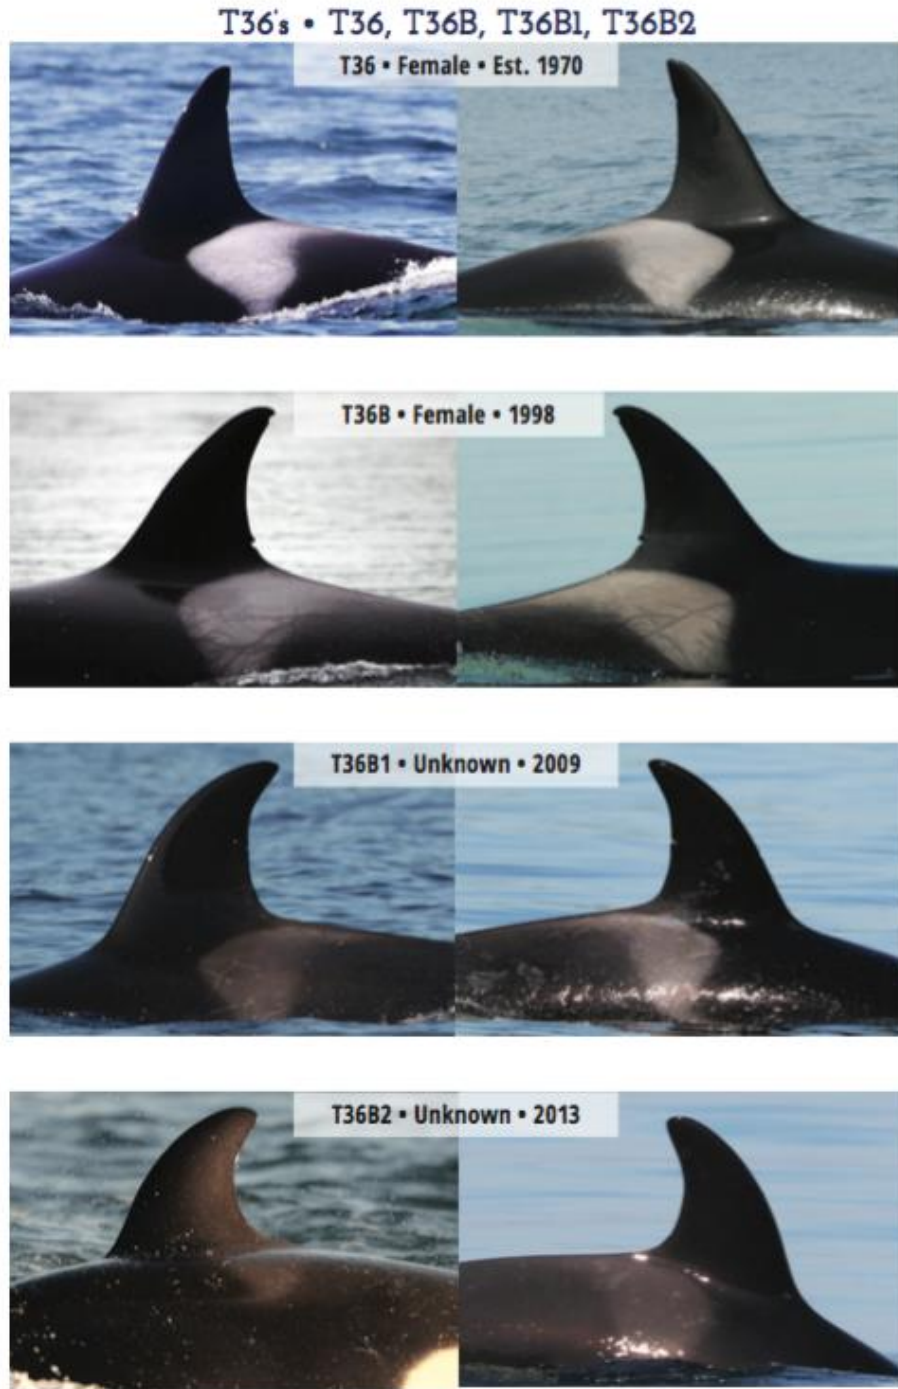 T36's • T36, T36B, T36B1, T36B2
T36 • Female • Est. 1970
T36B • Female • 1998
T36B1 • Unknown • 2009
T36B2 • Unknown • 2013